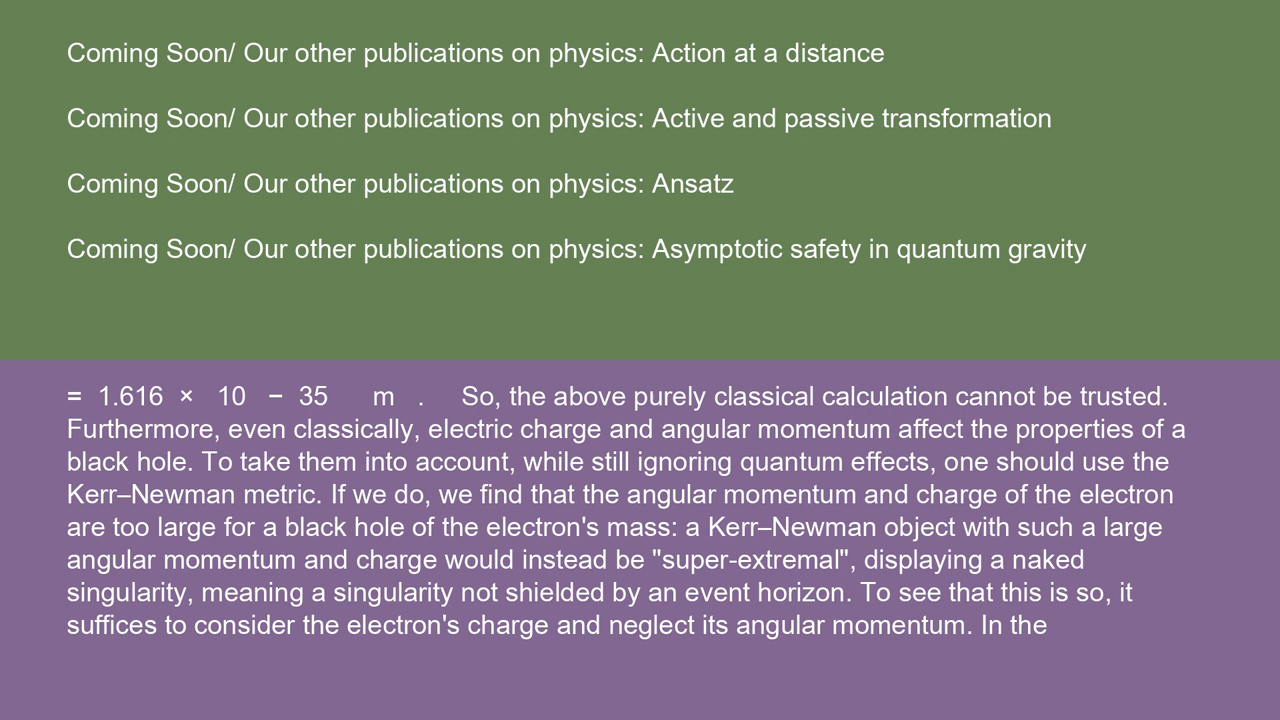 Coming Soon/ Our other publications on physics: Action at a distance
Coming Soon/ Our other publications on physics: Active and passive transformation
Coming Soon/ Our other publications on physics: Ansatz
Coming Soon/ Our other publications on physics: Asymptotic safety in quantum gravity
= 1.616 × 10 − 35 m . So, the above purely classical calculation cannot be trusted.
Furthermore, even classically, electric charge and angular momentum affect the properties of a
black hole. To take them into account, while still ignoring quantum effects, one should use the
Kerr–Newman metric. If we do, we find that the angular momentum and charge of the electron
are too large for a black hole of the electron's mass: a Kerr–Newman object with such a large
angular momentum and charge would instead be "super-extremal", displaying a naked
singularity, meaning a singularity not shielded by an event horizon. To see that this is so, it
suffices to consider the electron's charge and neglect its angular momentum. In the